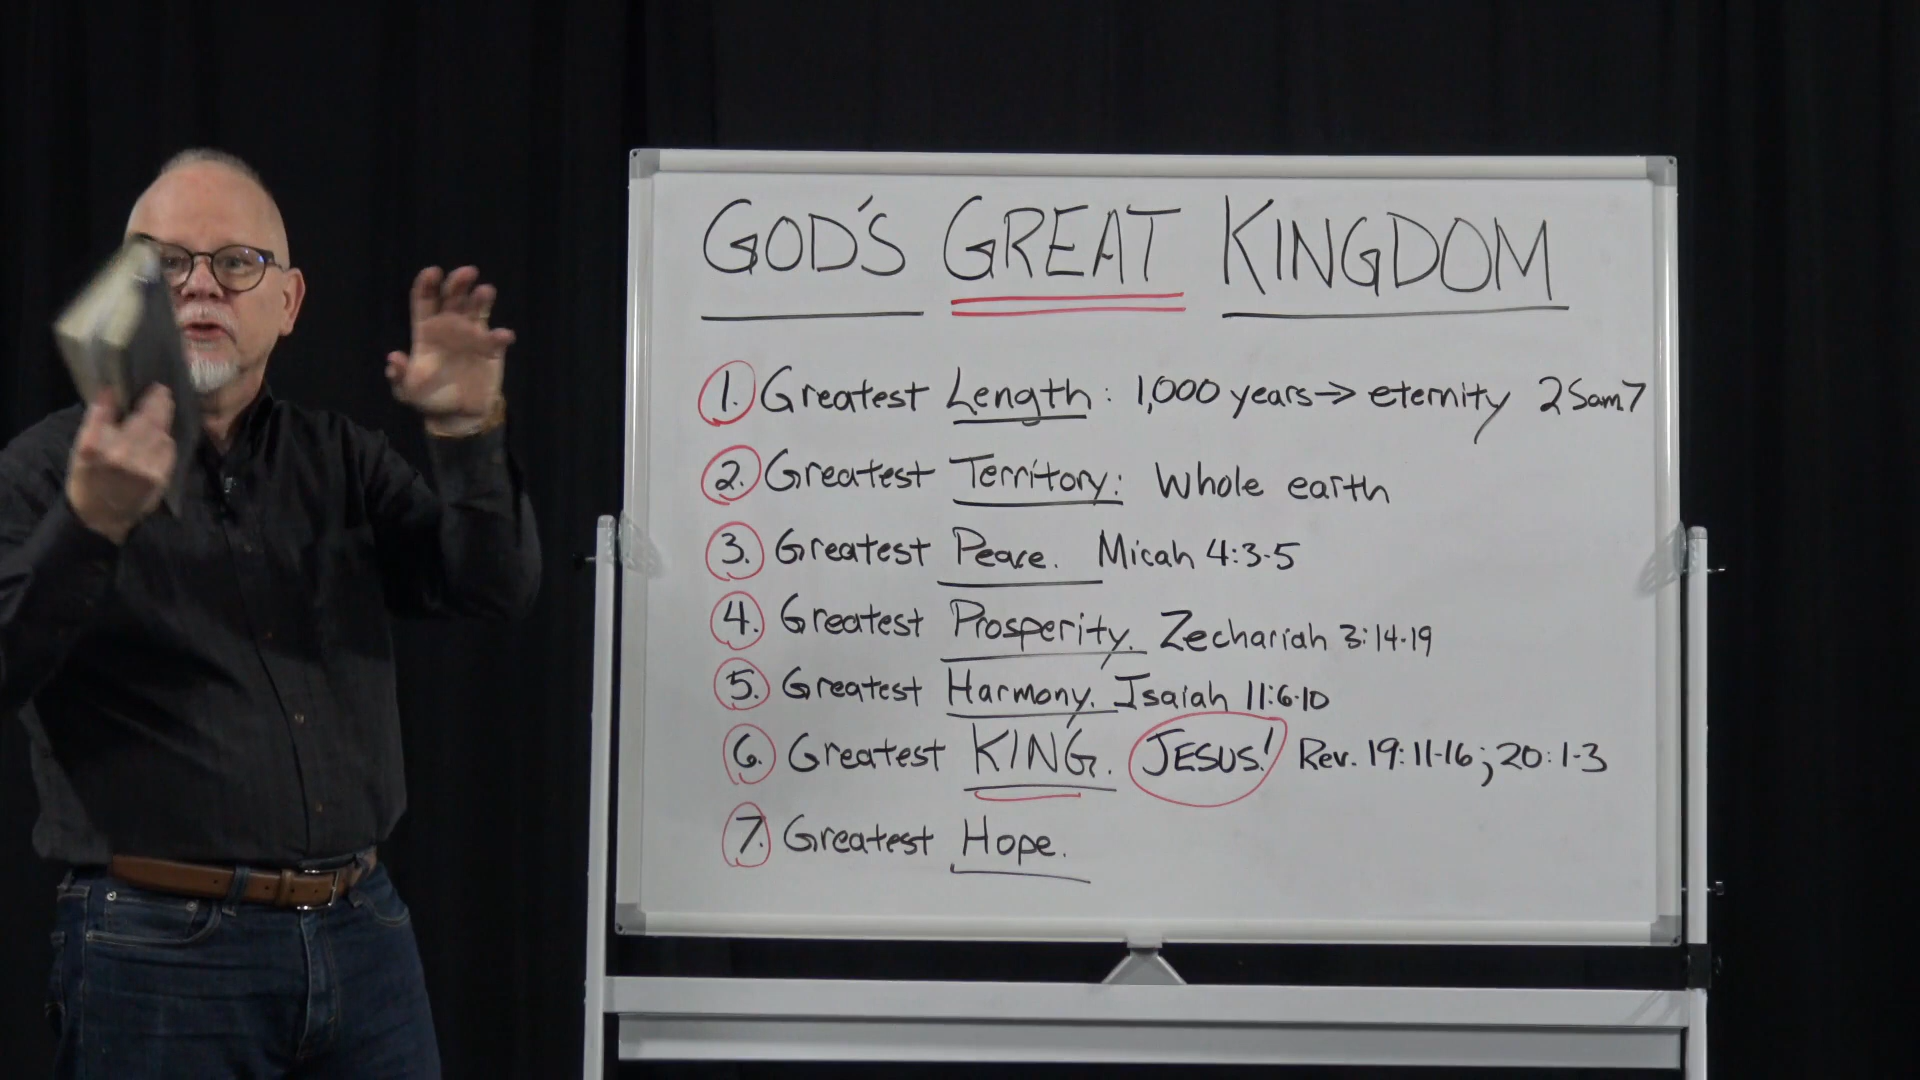 GOD'S GREAT KINGDOM
1. Greatest Length: 1,000 years → eternity 2 Sam 7
2. Greatest Territory: Whole earth
3. Greatest Peace. Micah 4:3-5
4. Greatest Prosperity. Zechariah 3:14-19
5. Greatest Harmony. Isaiah 11:6-10
6. Greatest KING. JESUS! Rev. 19:11-16; 20:1-3
7. Greatest Hope.